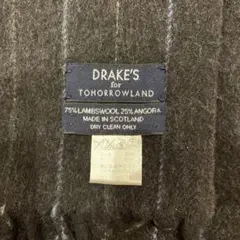 DRAKE'S
for
TOMORROWLAND
75% LAMBSWOOL 25% ANGORA
MADE IN SCOTLAND
DRY CLEAN ONLY